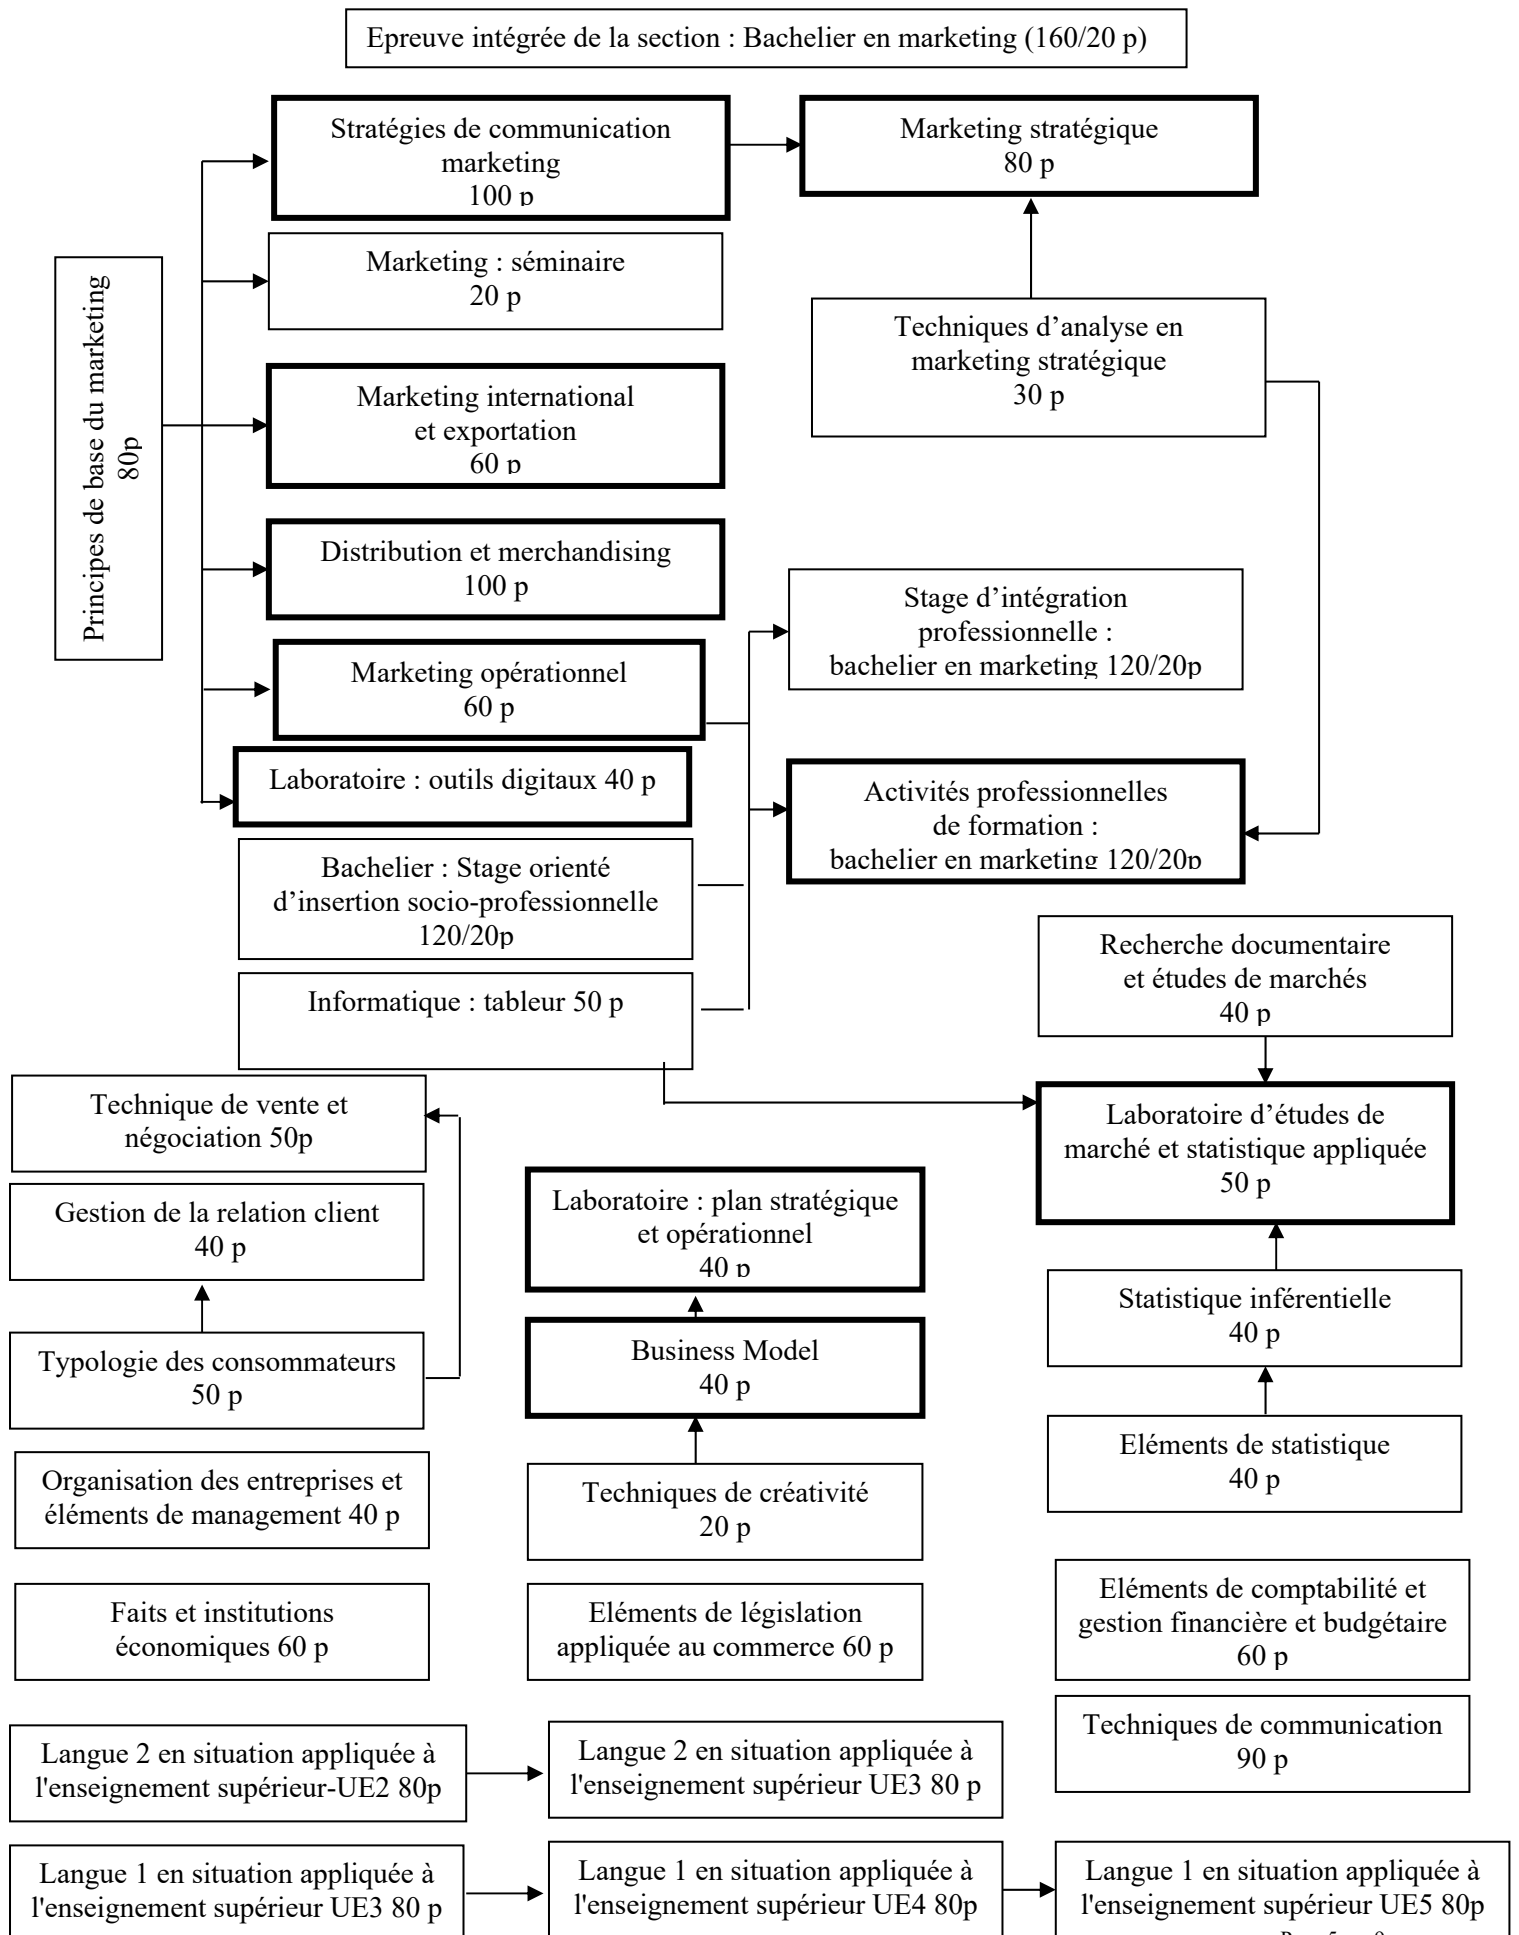 Epreuve intégrée de la section : Bachelier en marketing (160/20 p)
Stratégies de communication
marketing
100 p
Marketing stratégique
80 p
Marketing : séminaire
20 p
Principes de base du marketing
80p
Techniques d’analyse en
marketing stratégique
30 p
Marketing international
et exportation
60 p
Distribution et merchandising
100 p
Stage d’intégration
professionnelle :
bachelier en marketing 120/20p
Marketing opérationnel
60 p
Laboratoire : outils digitaux 40 p
Activités professionnelles
de formation :
bachelier en marketing 120/20p
Bachelier : Stage orienté
d’insertion socio-professionnelle
120/20p
Recherche documentaire
et études de marchés
40 p
Informatique : tableur 50 p
Technique de vente et
négociation 50p
Laboratoire d’études de
marché et statistique appliquée
50 p
Gestion de la relation client
40 p
Laboratoire : plan stratégique
et opérationnel
40 p
Statistique inférentielle
40 p
Typologie des consommateurs
50 p
Business Model
40 p
Eléments de statistique
40 p
Organisation des entreprises et
éléments de management 40 p
Techniques de créativité
20 p
Faits et institutions
économiques 60 p
Eléments de législation
appliquée au commerce 60 p
Eléments de comptabilité et
gestion financière et budgétaire
60 p
Techniques de communication
90 p
Langue 2 en situation appliquée à
l'enseignement supérieur-UE2 80p
Langue 2 en situation appliquée à
l'enseignement supérieur UE3 80 p
Langue 1 en situation appliquée à
l'enseignement supérieur UE3 80 p
Langue 1 en situation appliquée à
l'enseignement supérieur UE4 80p
Langue 1 en situation appliquée à
l'enseignement supérieur UE5 80p